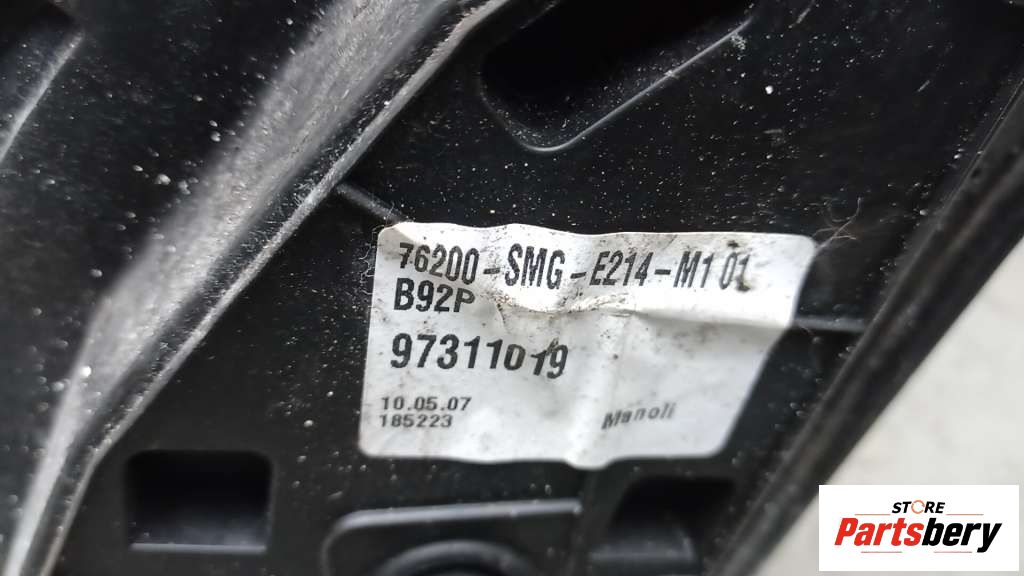 76200-SMG-E214-M1 01
B92P
97311019
10.05.07
185223
Manoli
STORE
Partsbery